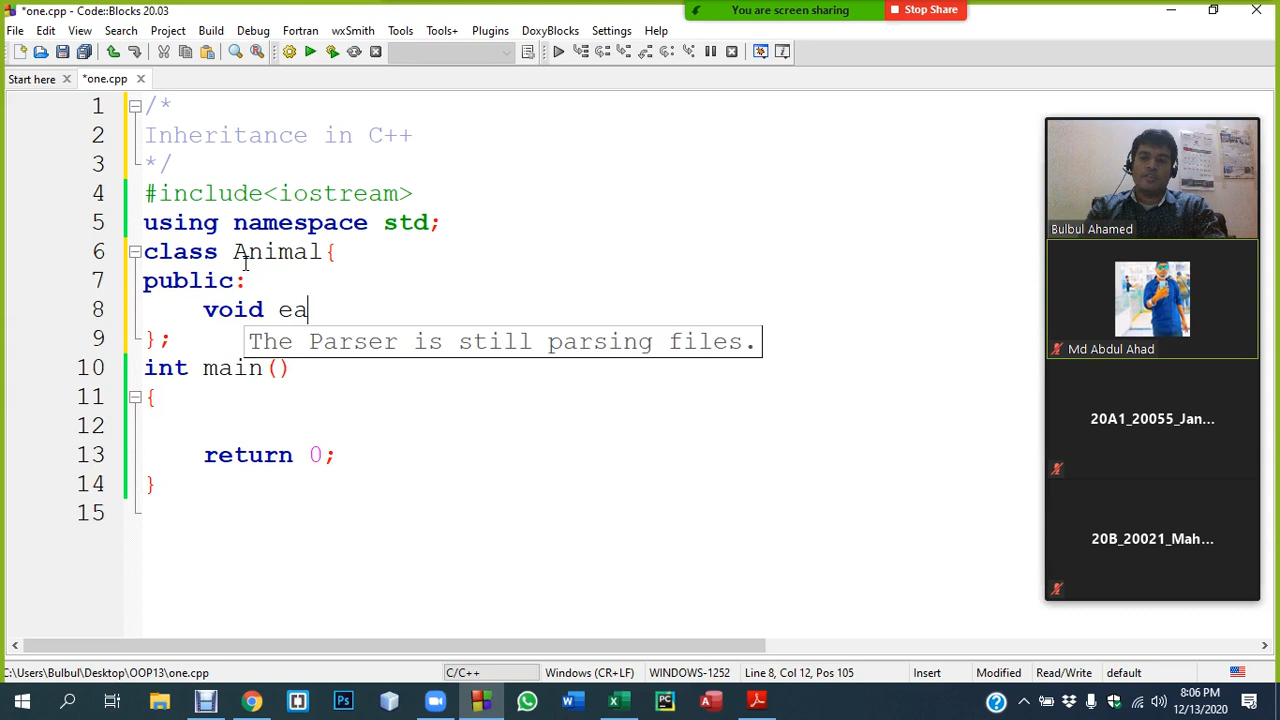 *one.cpp - Code::Blocks 20.03
You are screen sharing
Stop Share
File Edit View Search Project Build Debug Fortran wxSmith Tools Tools+ Plugins DoxyBlocks Settings Help
Start here
*one.cpp
1 /*
2 Inheritance in C++
3 */
4 #include<iostream>
5 using namespace std;
6 class Animal{
7 public:
8 void ea
9 };
The Parser is still parsing files.
10 int main()
11 {
12
13 return 0;
14 }
15
Bulbul Ahamed
Md Abdul Ahad
20A1_20055_Jan...
20B_20021_Mah...
C:\Users\Bulbul\Desktop\OOP13\one.cpp C/C++ Windows (CR+LF) WINDOWS-1252 Line 8, Col 12, Pos 105 Insert Modified Read/Write default
8:06 PM
12/13/2020